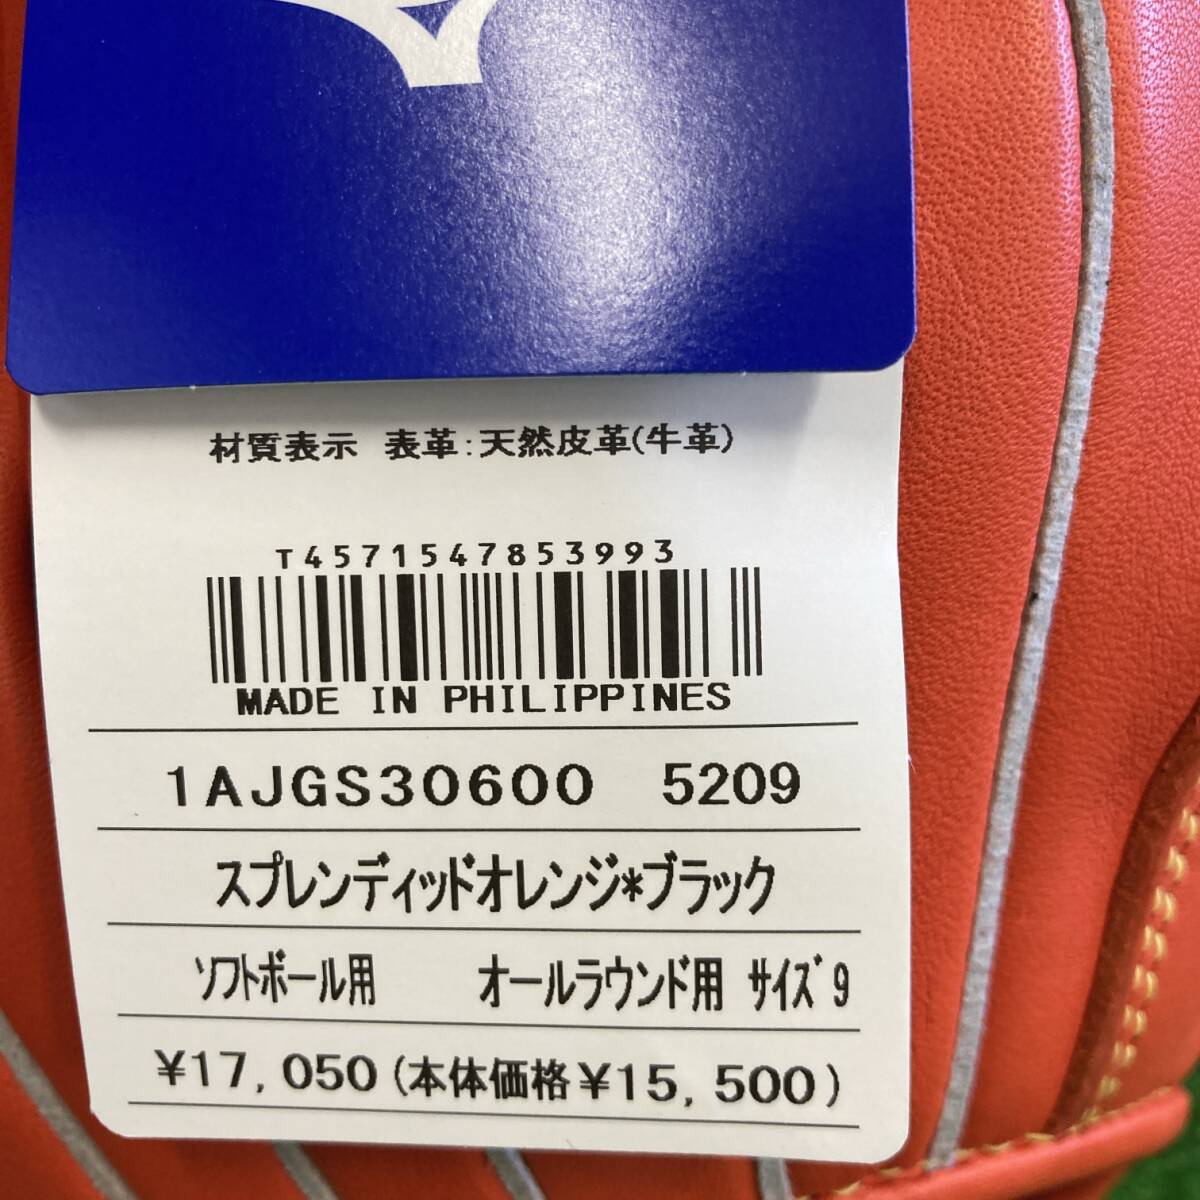 材質表示 表革:天然皮革(牛革)
T4571547853993
MADE IN PHILIPPINES
1AJGS30600 5209
スプレンディッドオレンジ*ブラック
ソフトボール用 オールラウンド用 サイズ9
¥17,050(本体価格¥15,500)